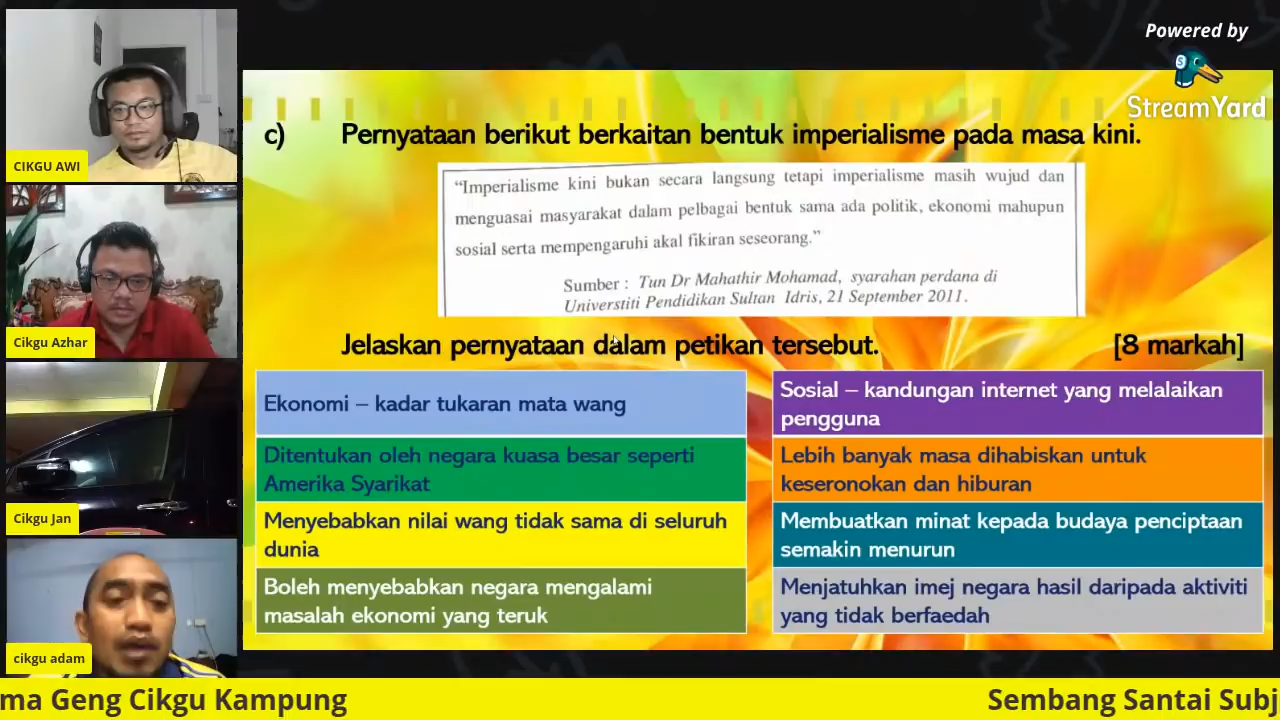 Powered by
StreamYard
CIKGU AWI
Cikgu Azhar
Cikgu Jan
cikgu adam
c) Pernyataan berikut berkaitan bentuk imperialisme pada masa kini.
“Imperialisme kini bukan secara langsung tetapi imperialisme masih wujud dan
menguasai masyarakat dalam pelbagai bentuk sama ada politik, ekonomi mahupun
sosial serta mempengaruhi akal fikiran seseorang.”
Sumber : Tun Dr Mahathir Mohamad, syarahan perdana di
Universtiti Pendidikan Sultan Idris, 21 September 2011.
Jelaskan pernyataan dalam petikan tersebut. [8 markah]
Ekonomi – kadar tukaran mata wang
Ditentukan oleh negara kuasa besar seperti
Amerika Syarikat
Menyebabkan nilai wang tidak sama di seluruh
dunia
Boleh menyebabkan negara mengalami
masalah ekonomi yang teruk
Sosial – kandungan internet yang melalaikan
pengguna
Lebih banyak masa dihabiskan untuk
keseronokan dan hiburan
Membuatkan minat kepada budaya penciptaan
semakin menurun
Menjatuhkan imej negara hasil daripada aktiviti
yang tidak berfaedah
ma Geng Cikgu Kampung
Sembang Santai Subj